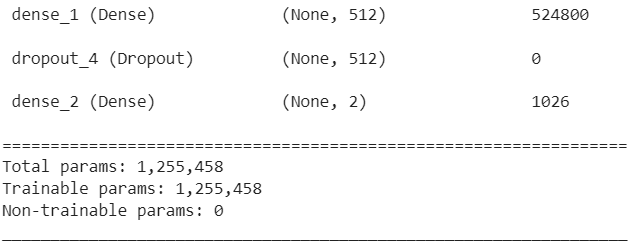 dense_1 (Dense) (None, 512) 524800
dropout_4 (Dropout) (None, 512) 0
dense_2 (Dense) (None, 2) 1026
=================================================================
Total params: 1,255,458
Trainable params: 1,255,458
Non-trainable params: 0
_________________________________________________________________